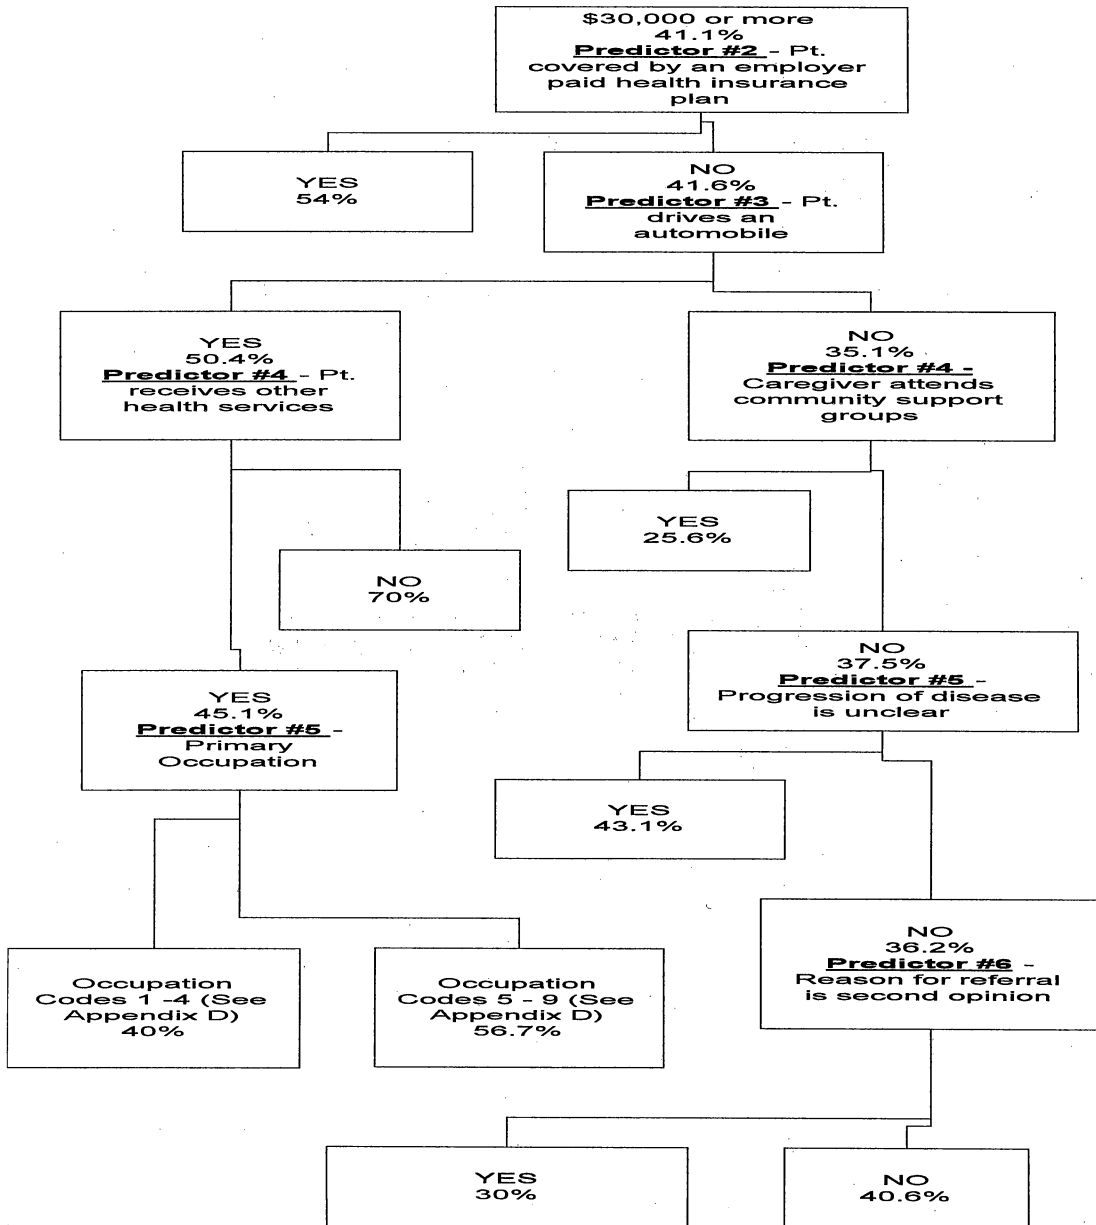 $30,000 or more
41.1%
Predictor #2 - Pt.
covered by an employer
paid health insurance
plan
YES
54%
NO
41.6%
Predictor #3 - Pt.
drives an
automobile
YES
50.4%
Predictor #4 - Pt.
receives other
health services
NO
35.1%
Predictor #4 -
Caregiver attends
community support
groups
YES
25.6%
NO
70%
NO
37.5%
Predictor #5 -
Progression of disease
is unclear
YES
45.1%
Predictor #5 -
Primary
Occupation
YES
43.1%
NO
36.2%
Predictor #6 -
Reason for referral
is second opinion
Occupation
Codes 1 -4 (See
Appendix D)
40%
Occupation
Codes 5 - 9 (See
Appendix D)
56.7%
YES
30%
NO
40.6%